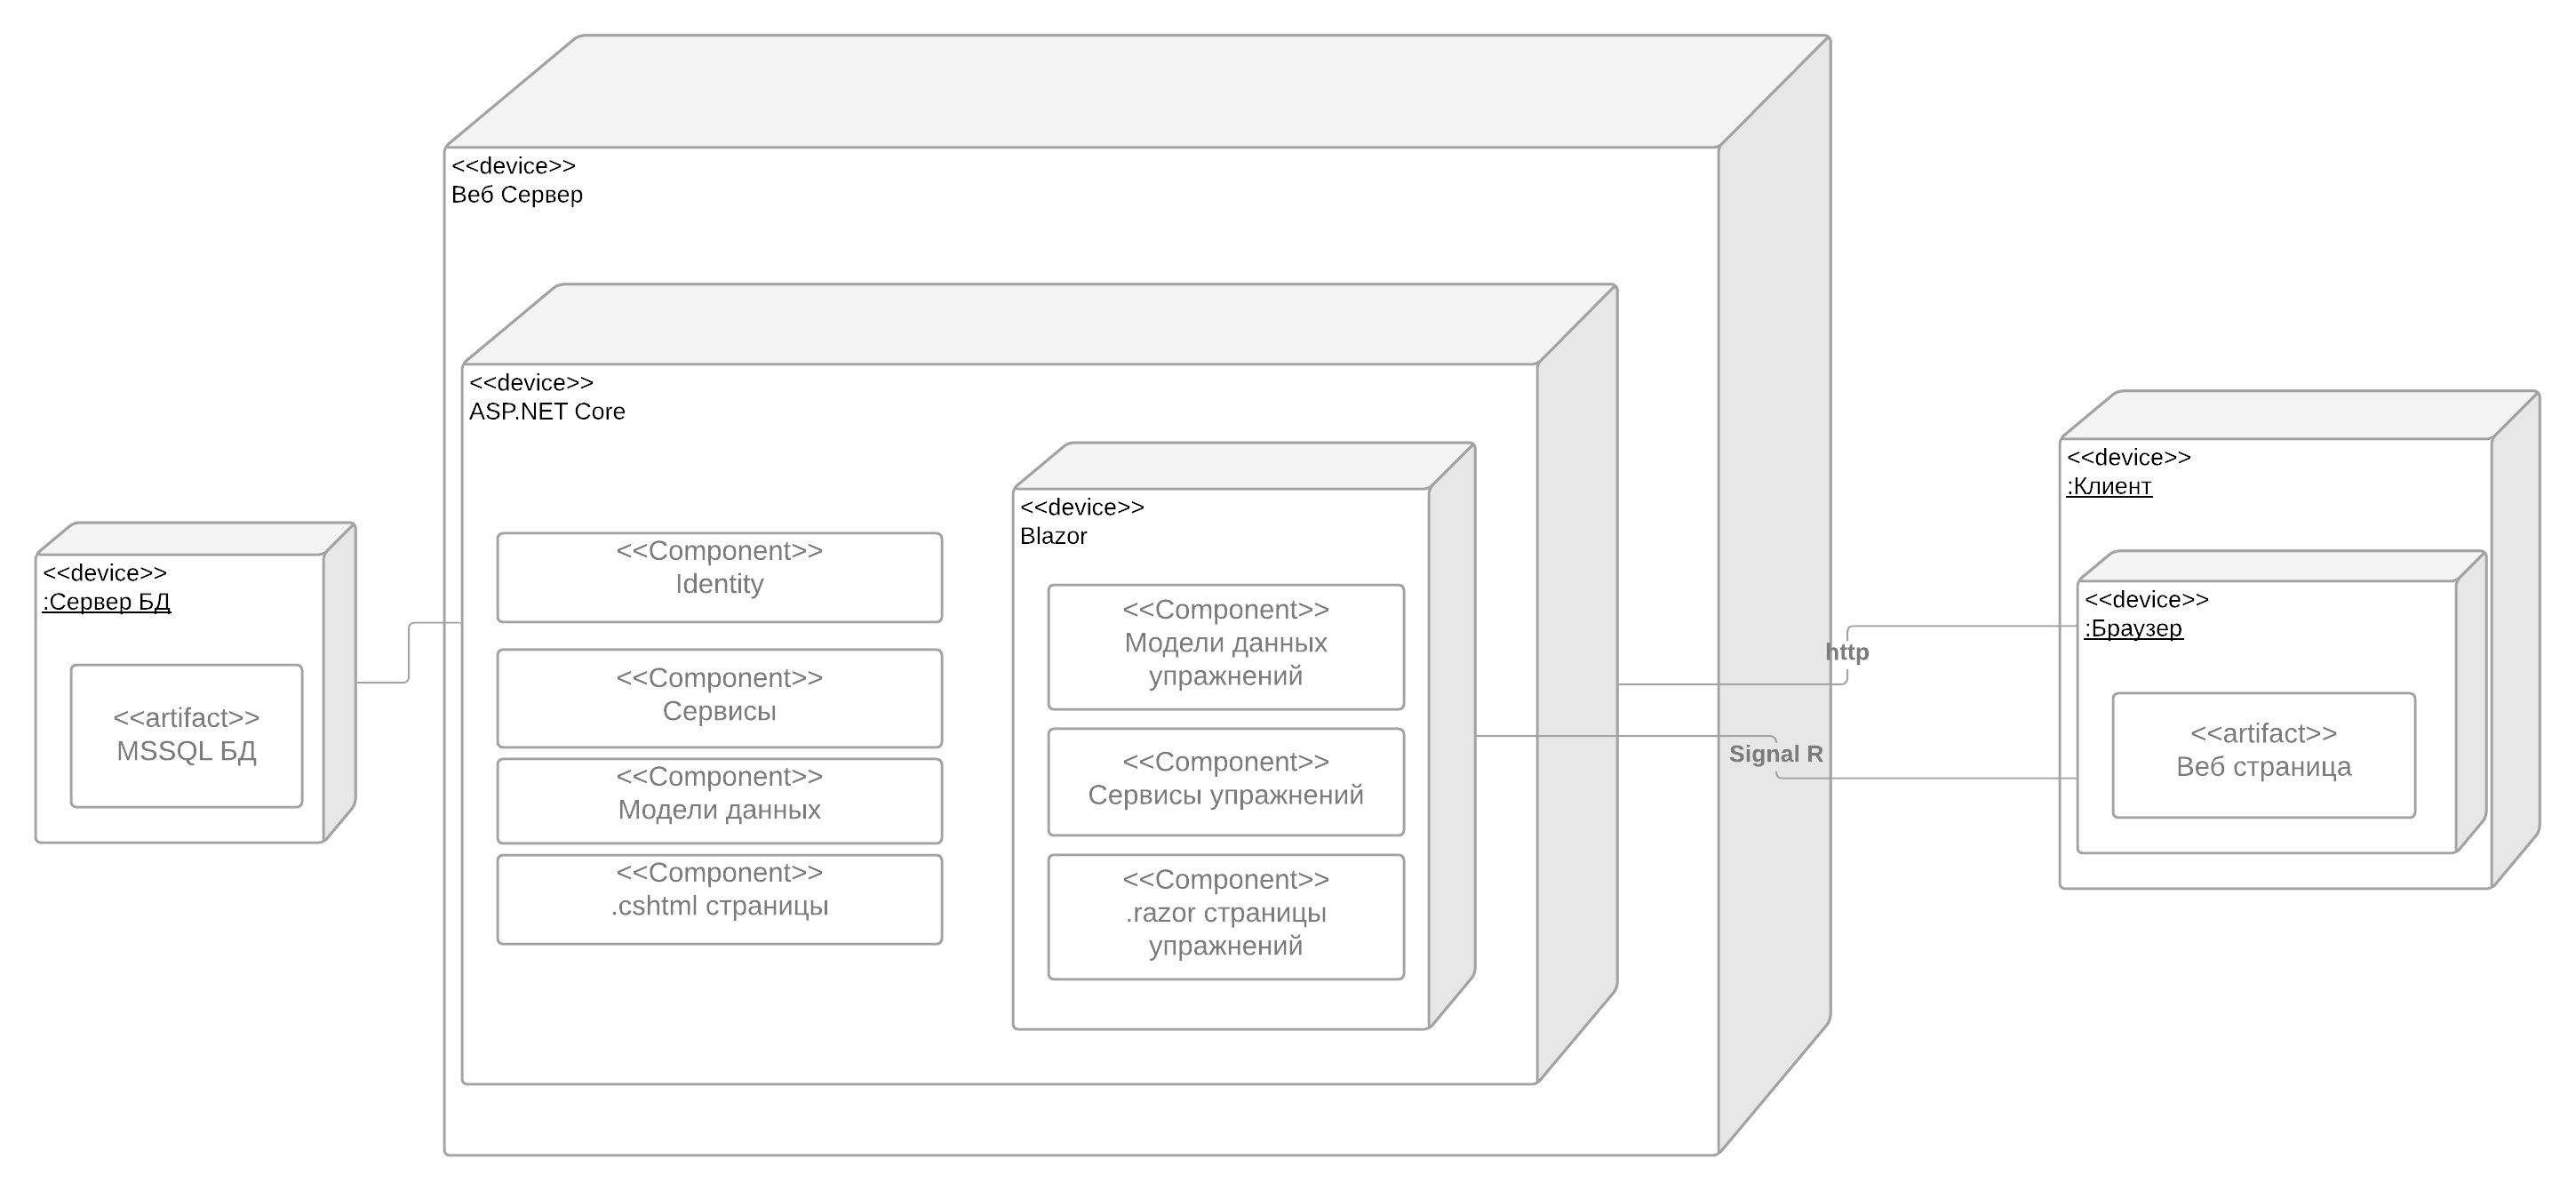 <<device>>
Веб Сервер
<<device>>
ASP.NET Core
<<device>>
Blazor
<<device>>
:Сервер БД
<<artifact>>
MSSQL БД
<<Component>>
Identity
<<Component>>
Сервисы
<<Component>>
Модели данных
<<Component>>
.cshtml страницы
<<Component>>
Модели данных
упражнений
<<Component>>
Сервисы упражнений
<<Component>>
.razor страницы
упражнений
http
Signal R
<<device>>
:Клиент
<<device>>
:Браузер
<<artifact>>
Веб страница